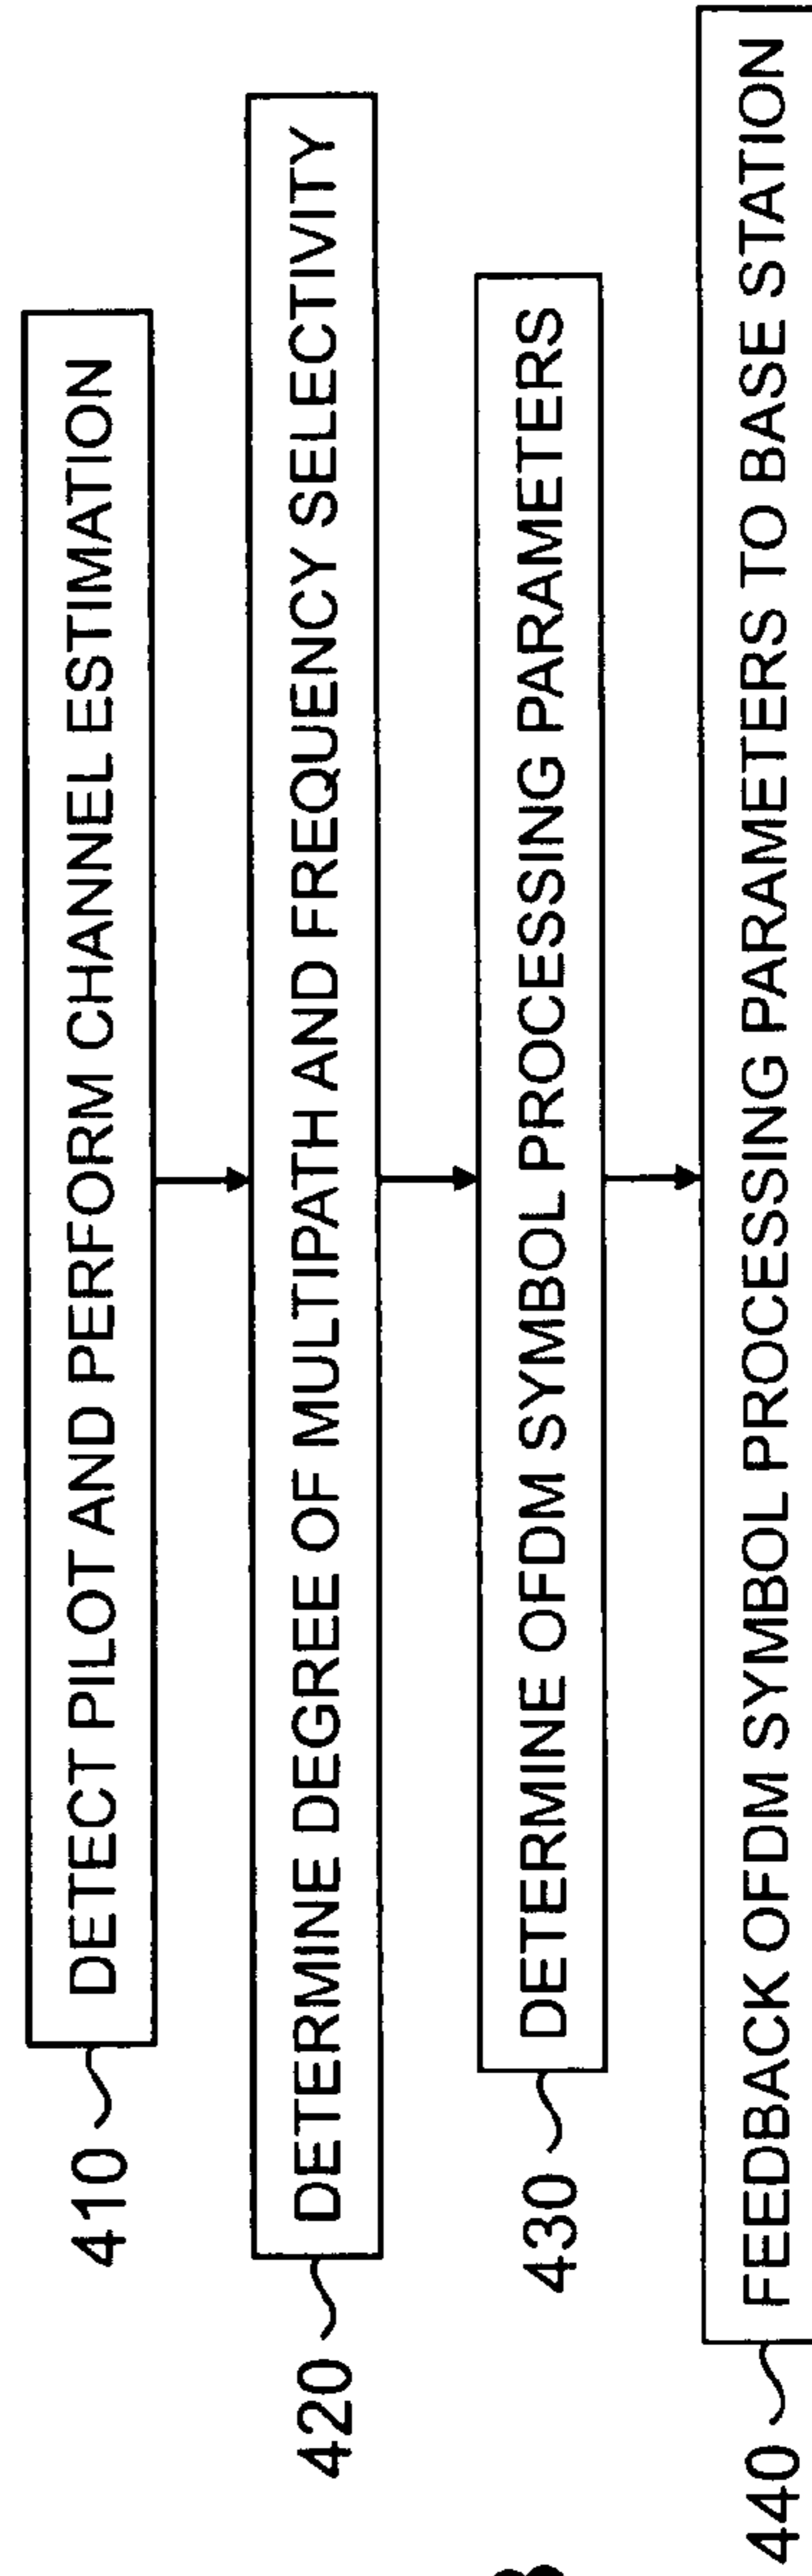 410 DETECT PILOT AND PERFORM CHANNEL ESTIMATION
420 DETERMINE DEGREE OF MULTIPATH AND FREQUENCY SELECTIVITY
430 DETERMINE OFDM SYMBOL PROCESSING PARAMETERS
440 FEEDBACK OFDM SYMBOL PROCESSING PARAMETERS TO BASE STATION